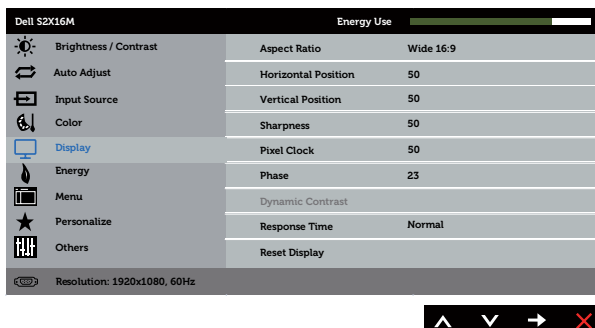 Dell S2X16M Energy Use
Brightness / Contrast
Auto Adjust
Input Source
Color
Display
Energy
Menu
Personalize
Others
Aspect Ratio Wide 16:9
Horizontal Position 50
Vertical Position 50
Sharpness 50
Pixel Clock 50
Phase 23
Dynamic Contrast
Response Time Normal
Reset Display
Resolution: 1920x1080, 60Hz